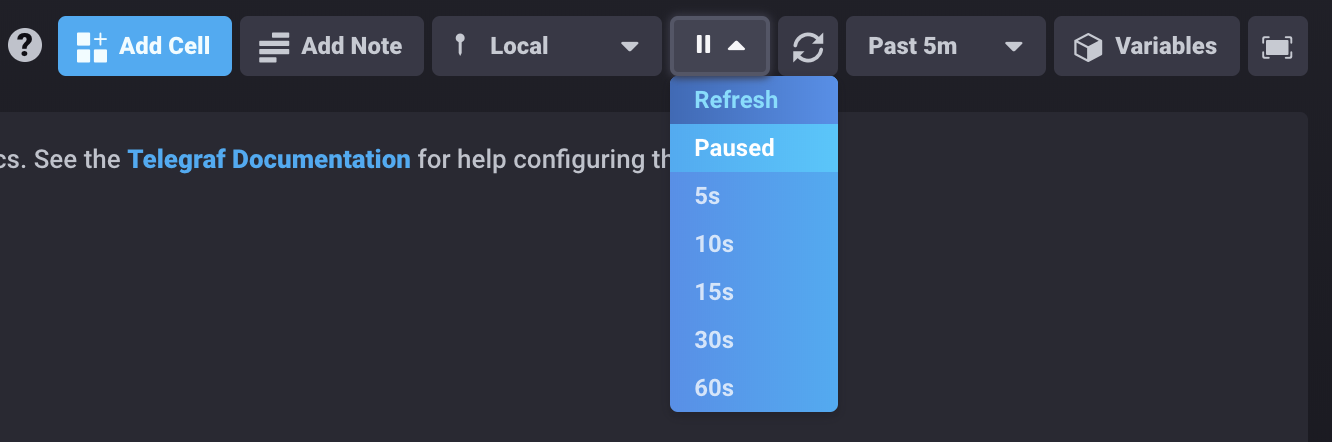 ? Add Cell Add Note Local Past 5m Variables
Refresh
Paused
cs. See the Telegraf Documentation for help configuring th
5s
10s
15s
30s
60s